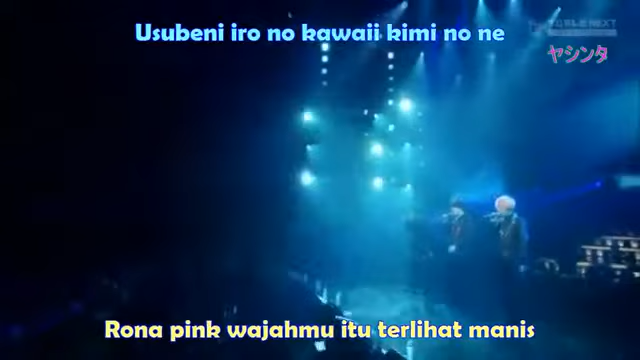 Usubeni iro no kawaii kimi no ne
ヤシンタ
Rona pink wajahmu itu terlihat manis